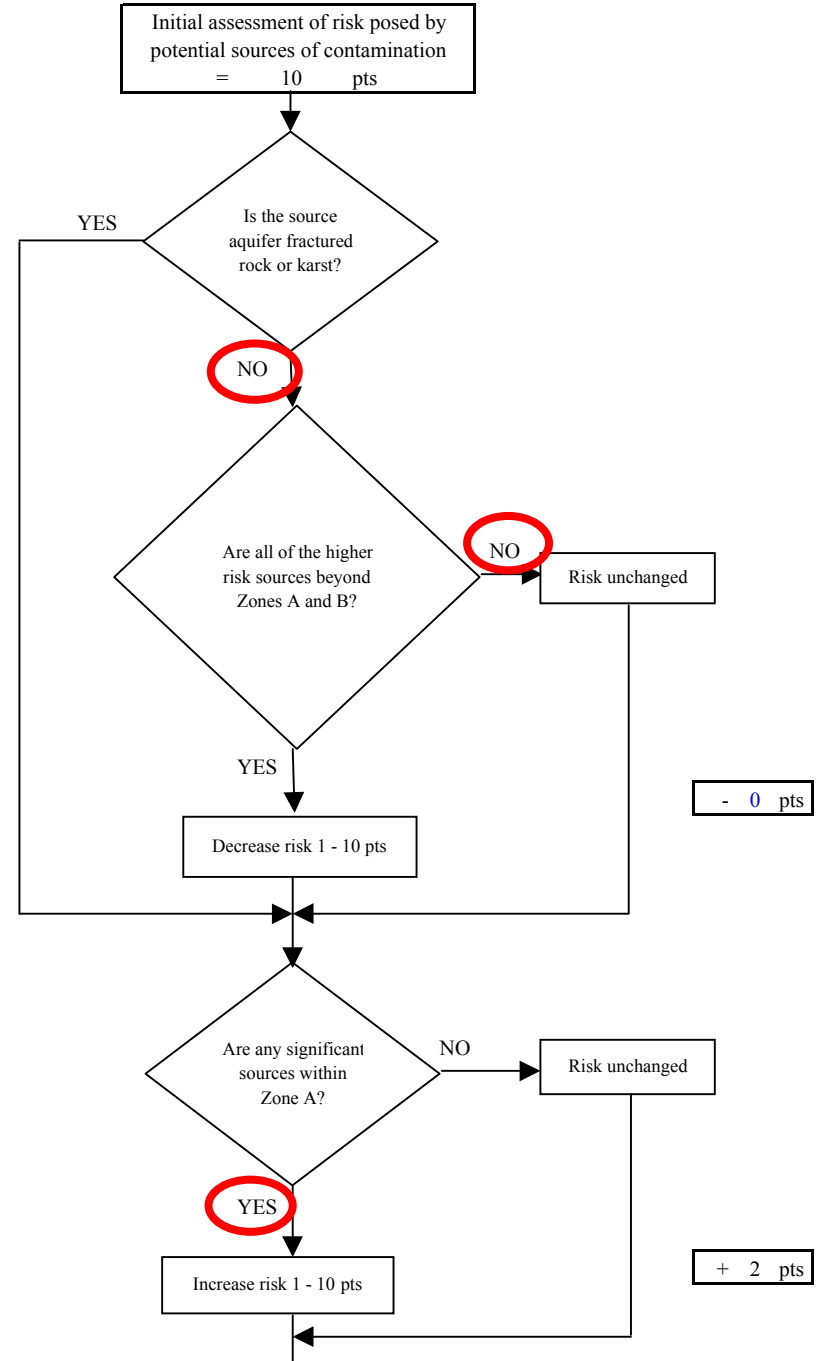 Initial assessment of risk posed by
potential sources of contamination
= 10 pts
YES
Is the source
aquifer fractured
rock or karst?
NO
Are all of the higher
risk sources beyond
Zones A and B?
NO
Risk unchanged
YES
- 0 pts
Decrease risk 1 - 10 pts
Are any significant
sources within
Zone A?
NO
Risk unchanged
YES
+ 2 pts
Increase risk 1 - 10 pts